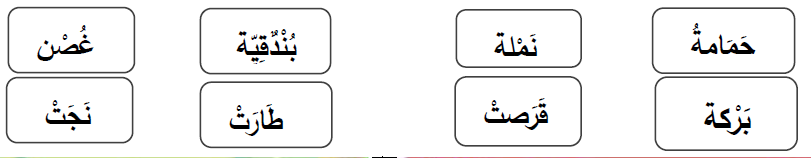 حَمَامةُ نَمْلة بُنْدٌقِيّة غُصْن
بَرْكة قَرَصتْ طَارَتْ نَجَتْ